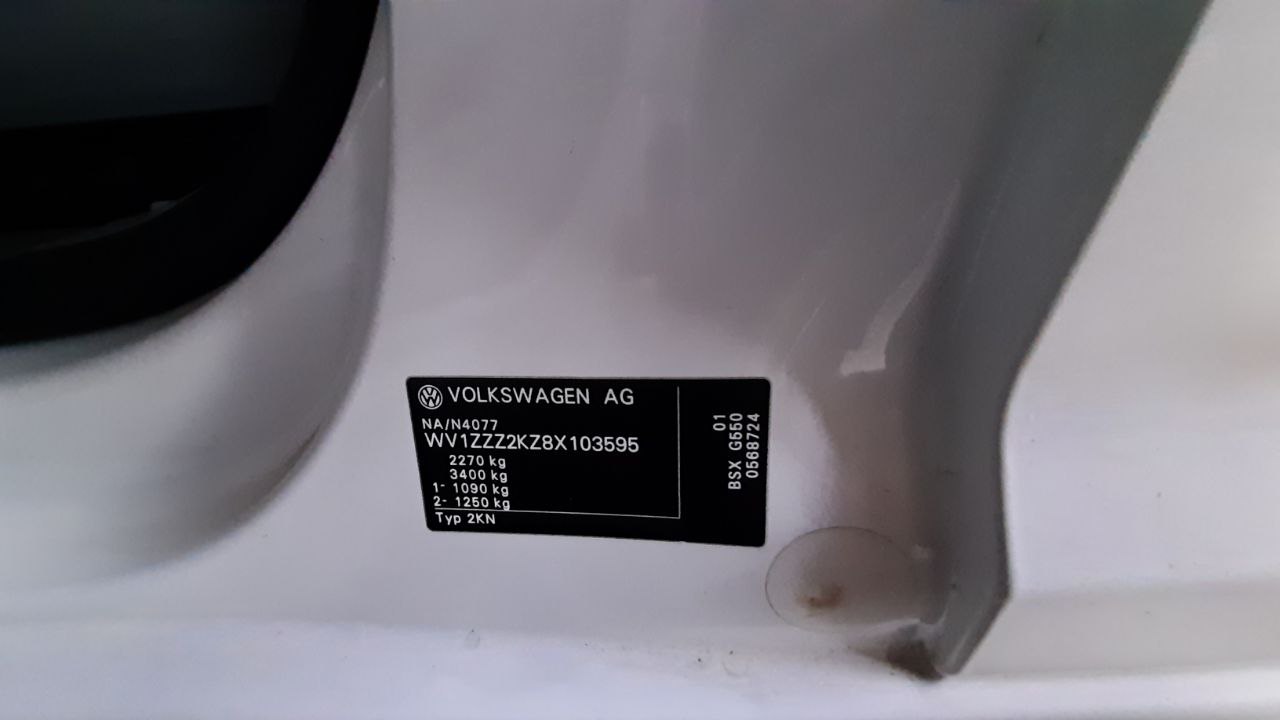 VOLKSWAGEN AG
NA/N4077
WV1ZZZ2KZ8X103595
2270 kg
3400 kg
1- 1090 kg
2- 1250 kg
Typ 2KN
01
BSX G550
0568724